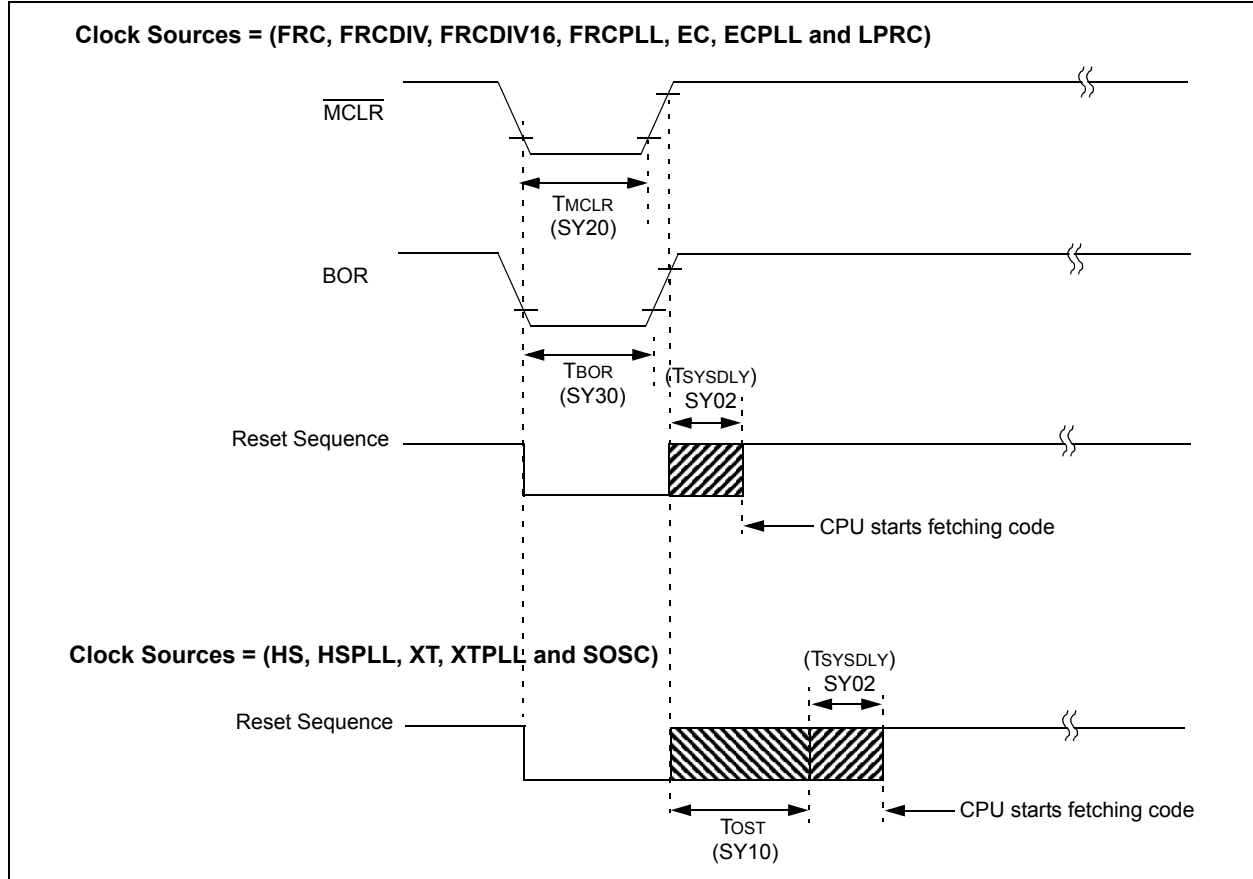 Clock Sources = (FRC, FRCDIV, FRCDIV16, FRCPLL, EC, ECPLL and LPRC)
MCLR
TMCLR
(SY20)
BOR
TBOR
(SY30)
(TSYSDLY)
SY02
Reset Sequence
CPU starts fetching code
Clock Sources = (HS, HSPLL, XT, XTPLL and SOSC)
(TSYSDLY)
SY02
Reset Sequence
CPU starts fetching code
TOST
(SY10)